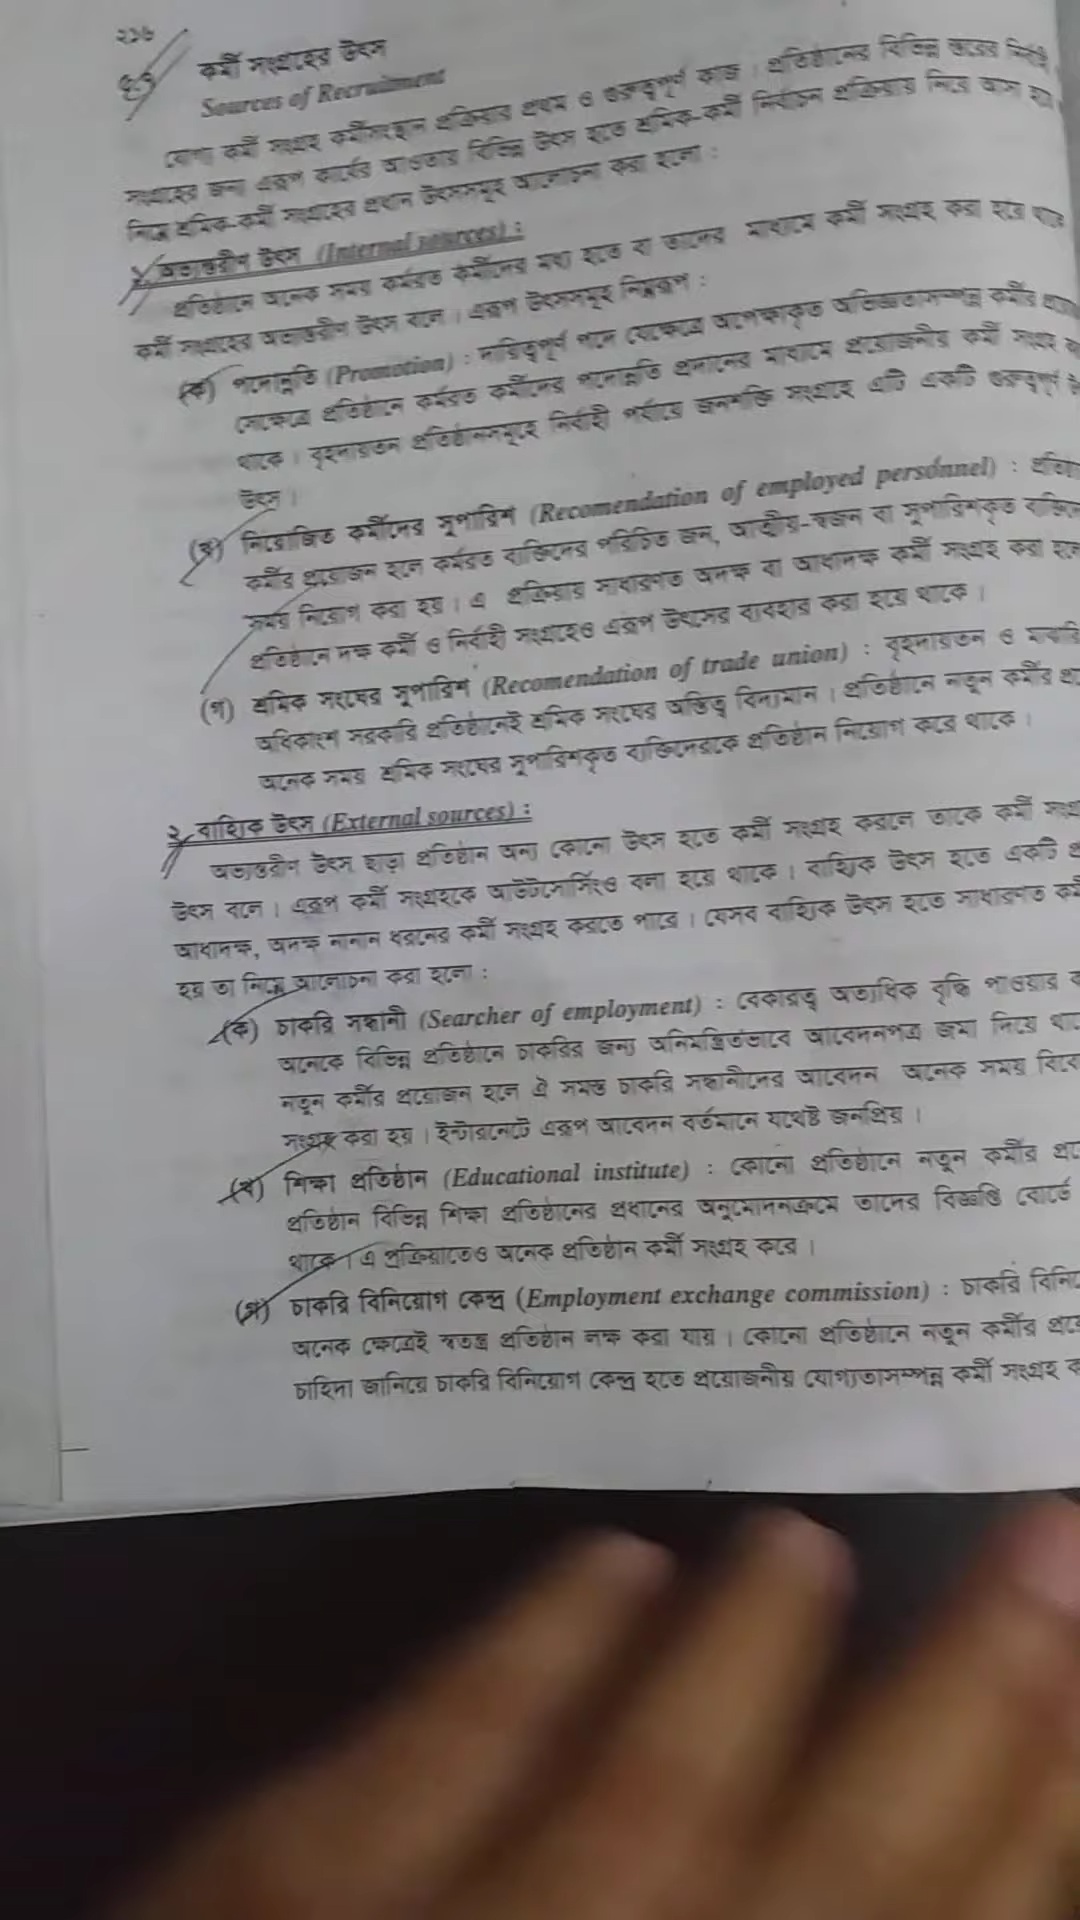 ২১৬
কর্মী সংগ্রহের উৎস
Sources of Recruitment
যোগ্য কর্মী সংগ্রহ কর্মীসংস্থান প্রক্রিয়ার প্রথম ও গুরুত্বপূর্ণ কাজ । প্রতিষ্ঠানের বিভিন্ন স্তরের নির্বাহী
সংগ্রহের জন্য এরূপ কার্যের আওতায় বিভিন্ন উৎস হতে শ্রমিক-কর্মী নির্বাচন প্রক্রিয়ায় নিয়ে আসা হয়
নিম্নে শ্রমিক-কর্মী সংগ্রহের প্রধান উৎসসমূহ আলোচনা করা হলো :
১. অভ্যন্তরীণ উৎস (Internal sources) :
প্রতিষ্ঠানে অনেক সময় কর্মরত কর্মীদের মধ্য হতে বা তাদের মাধ্যমে কর্মী সংগ্রহ করা হয়ে থাকে
কর্মী সংগ্রহের অভ্যন্তরীণ উৎস বলে । এরূপ উৎসসমূহ নিম্নরূপ :
(ক) পদোন্নতি (Promotion) : দায়িত্বপূর্ণ পদে যেক্ষেত্রে অপেক্ষাকৃত অভিজ্ঞতাসম্পন্ন কর্মীর
সেক্ষেত্রে প্রতিষ্ঠানে কর্মরত কর্মীদের পদোন্নতি প্রদানের মাধ্যমে প্রয়োজনীয় কর্মী সংগ্রহ
থাকে । বৃহদায়তন প্রতিষ্ঠানসমূহে নির্বাহী পর্যায়ে জনশক্তি সংগ্রহে এটি একটি গুরুত্বপূর্ণ
উৎস ।
(খ) নিয়োজিত কর্মীদের সুপারিশ (Recomendation of employed personnel) :
কর্মীর প্রয়োজন হলে কর্মরত ব্যক্তিদের পরিচিত জন, আত্মীয়-স্বজন বা সুপারিশকৃত
সময় নিয়োগ করা হয় । এ প্রক্রিয়ায় সাধারণত অদক্ষ বা আধাদক্ষ কর্মী সংগ্রহ করা
প্রতিষ্ঠানে দক্ষ কর্মী ও নির্বাহী সংগ্রহেও এরূপ উৎসের ব্যবহার করা হয়ে থাকে ।
(গ) শ্রমিক সংঘের সুপারিশ (Recomendation of trade union) : বৃহদায়তন ও
অধিকাংশ সরকারি প্রতিষ্ঠানেই শ্রমিক সংঘের অস্তিত্ব বিদ্যমান । প্রতিষ্ঠানে নতুন কর্মীর
অনেক সময় শ্রমিক সংঘের সুপারিশকৃত ব্যক্তিদেরকে প্রতিষ্ঠান নিয়োগ করে থাকে ।
২. বাহ্যিক উৎস (External sources) :
অভ্যন্তরীণ উৎস ছাড়া প্রতিষ্ঠান অন্য কোনো উৎস হতে কর্মী সংগ্রহ করলে তাকে কর্মী
উৎস বলে । এরূপ কর্মী সংগ্রহকে আউটসোর্সিংও বলা হয়ে থাকে । বাহ্যিক উৎস হতে একটি
আধাদক্ষ, অদক্ষ নানান ধরনের কর্মী সংগ্রহ করতে পারে । যেসব বাহ্যিক উৎস হতে সাধারণত
হয় তা নিম্নে আলোচনা করা হলো :
(ক) চাকরি সন্ধানী (Searcher of employment) : বেকারত্ব অত্যধিক বৃদ্ধি পাওয়ার
অনেকে বিভিন্ন প্রতিষ্ঠানে চাকরির জন্য অনিমন্ত্রিতভাবে আবেদনপত্র জমা দিয়ে
নতুন কর্মীর প্রয়োজন হলে ঐ সমস্ত চাকরি সন্ধানীদের আবেদন অনেক সময়
সংগ্রহ করা হয় । ইন্টারনেটে এরূপ আবেদন বর্তমানে যথেষ্ট জনপ্রিয় ।
(খ) শিক্ষা প্রতিষ্ঠান (Educational institute) : কোনো প্রতিষ্ঠানে নতুন কর্মীর
প্রতিষ্ঠান বিভিন্ন শিক্ষা প্রতিষ্ঠানের প্রধানের অনুমোদনক্রমে তাদের বিজ্ঞপ্তি বোর্ডে
থাকে । এ প্রক্রিয়াতেও অনেক প্রতিষ্ঠান কর্মী সংগ্রহ করে ।
(গ) চাকরি বিনিয়োগ কেন্দ্র (Employment exchange commission) : চাকরি
অনেক ক্ষেত্রেই স্বতন্ত্র প্রতিষ্ঠান লক্ষ করা যায় । কোনো প্রতিষ্ঠানে নতুন কর্মীর
চাহিদা জানিয়ে চাকরি বিনিয়োগ কেন্দ্র হতে প্রয়োজনীয় যোগ্যতাসম্পন্ন কর্মী সংগ্রহ